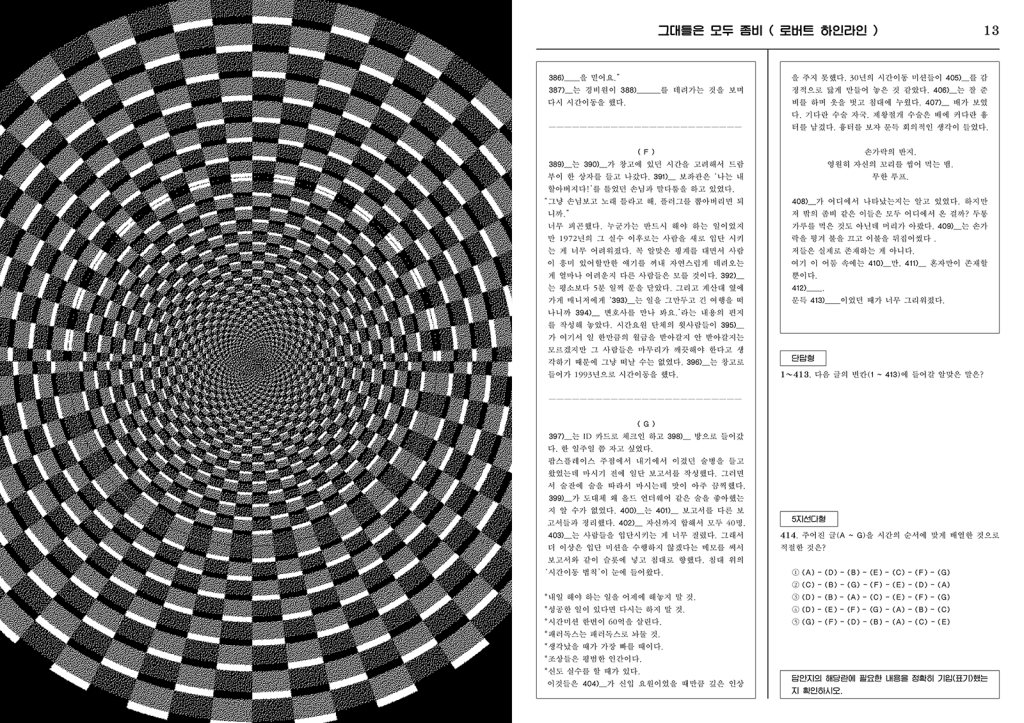 그대들은 모두 좀비 ( 로버트 하인라인 )
13
386)____을 믿어요."
387)__는 경비원이 388)______를 데려가는 것을 보며
다시 시간이동을 했다.
( F )
389)__는 390)__가 창고에 있던 시간을 고려해서 드람
부이 한 상자를 들고 나갔다. 391)__ 보좌관은 '나는 내
할아버지다!'를 틀었던 손님과 말다툼을 하고 있었다.
"그냥 손님보고 노래 틀라고 해. 플러그를 뽑아버리면 되
니까."
너무 피곤했다. 누군가는 반드시 해야 하는 일이었지
만 1972년의 그 실수 이후로는 사람을 새로 입단 시키
는 게 너무 어려워졌다. 꼭 알맞은 핑계를 대면서 사람
이 흥미 있어할만한 얘기를 꺼내 자연스럽게 데려오는
게 얼마나 어려운지 다른 사람들은 모를 것이다. 392)__
는 평소보다 5분 일찍 문을 닫았다. 그리고 계산대 옆에
가게 매니저에게 '393)__는 일을 그만두고 긴 여행을 떠
나니까 394)__ 변호사를 만나 봐요.'라는 내용의 편지
를 작성해 놓았다. 시간요원 단체의 윗사람들이 395)__
가 여기서 일 한만큼의 월급을 받아갈지 안 받아갈지는
모르겠지만 그 사람들은 마무리가 깨끗해야 한다고 생
각하기 때문에 그냥 떠날 수는 없었다. 396)__는 창고로
들어가 1993년으로 시간이동을 했다.
( G )
397)__는 ID 카드로 체크인 하고 398)__ 방으로 들어갔
다. 한 일주일 쯤 자고 싶었다.
팜스플레이스 주점에서 내기에서 이겼던 술병을 들고
왔었는데 마시기 전에 일단 보고서를 작성했다. 그러면
서 술잔에 술을 따라서 마시는데 맛이 아주 끔찍했다.
399)__가 도대체 왜 올드 언더웨어 같은 술을 좋아했는
지 알 수가 없었다. 400)__는 401)__ 보고서를 다른 보
고서들과 정리했다. 402)__ 자신까지 합해서 모두 40명.
403)__는 사람들을 입단시키는 게 너무 질렸다. 그래서
더 이상은 입단 미션을 수행하지 않겠다는 메모를 써서
보고서와 같이 슬롯에 넣고 침대로 향했다. 침대 위의
'시간이동 법칙'이 눈에 들어왔다.
*내일 해야 하는 일을 어제에 해놓지 말 것.
*성공한 일이 있다면 다시는 하지 말 것.
*시간미션 한번이 60억을 살린다.
*패러독스는 패러독스로 놔둘 것.
*생각났을 때가 가장 빠를 때이다.
*조상들은 평범한 인간이다.
*신도 실수를 할 때가 있다.
이것들은 404)__가 신입 요원이었을 때만큼 깊은 인상
을 주지 못했다. 30년의 시간이동 미션들이 405)__를 감
정적으로 닳게 만들어 놓은 것 같았다. 406)__는 잘 준
비를 하며 옷을 벗고 침대에 누웠다. 407)__ 배가 보였
다. 기다란 수술 자국. 제왕절개 수술은 배에 커다란 흉
터를 남겼다. 흉터를 보자 문득 회의적인 생각이 들었다.
손가락의 반지.
영원히 자신의 꼬리를 씹어 먹는 뱀.
무한 루프.
408)__가 어디에서 나타났는지는 알고 있었다. 하지만
저 밖의 좀비 같은 이들은 모두 어디에서 온 걸까? 두통
가루를 먹은 것도 아닌데 머리가 아팠다. 409)__는 손가
락을 튕겨 불을 끄고 이불을 뒤집어썼다 .
저들은 실제로 존재하는 게 아니다.
여기 이 어둠 속에는 410)__만, 411)__ 혼자만이 존재할
뿐이다.
412)____.
문득 413)____이었던 때가 너무 그리워졌다.
단답형
1~413. 다음 글의 빈칸(1 ~ 413)에 들어갈 알맞은 말은?
5지선다형
414. 주어진 글(A ~ G)을 시간의 순서에 맞게 배열한 것으로
적절한 것은?
① (A) - (D) - (B) - (E) - (C) - (F) - (G)
② (C) - (B) - (G) - (F) - (E) - (D) - (A)
③ (D) - (B) - (A) - (C) - (E) - (F) - (G)
④ (D) - (E) - (F) - (G) - (A) - (B) - (C)
⑤ (G) - (F) - (D) - (B) - (A) - (C) - (E)
답안지의 해당란에 필요한 내용을 정확히 기입(표기)했는
지 확인하시오.